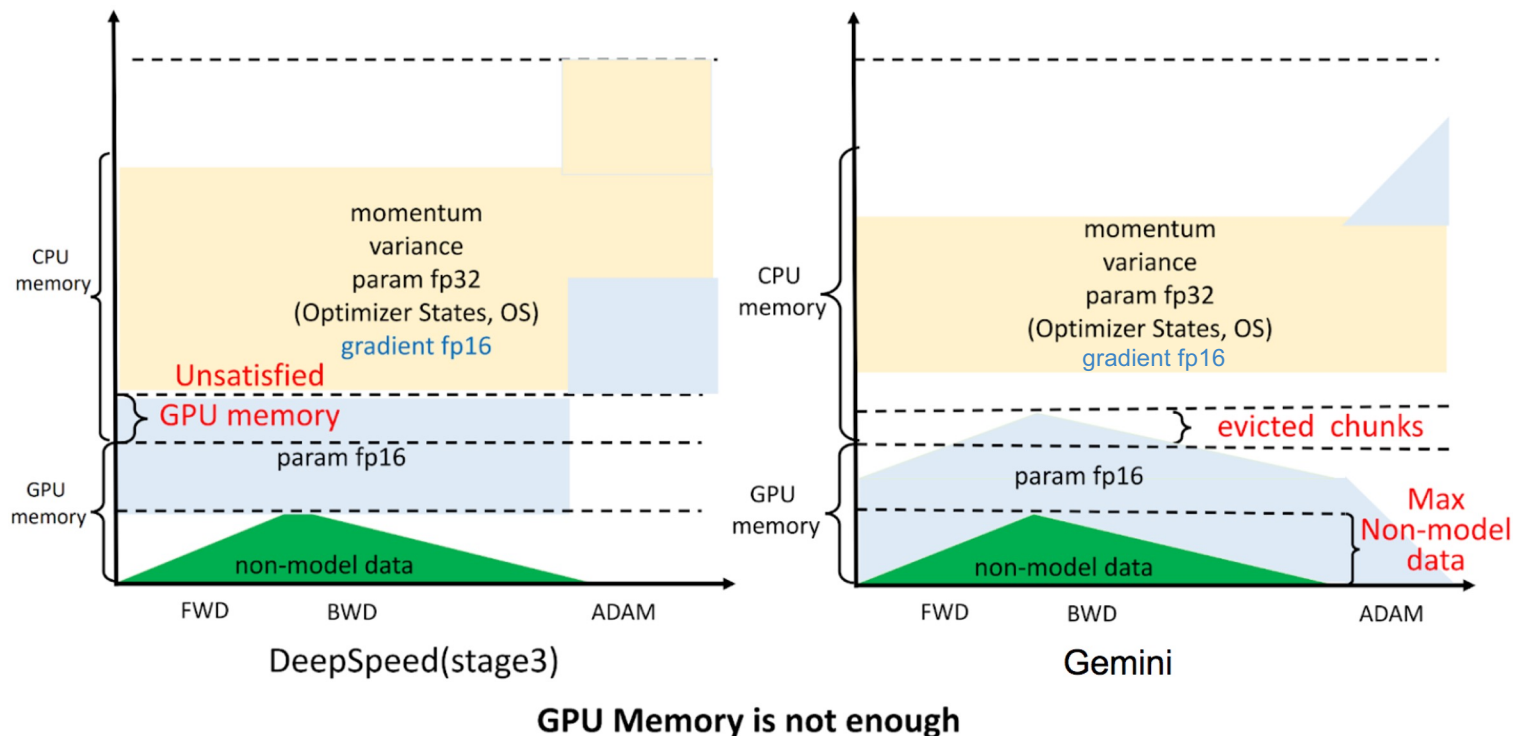 CPU
memory
GPU
memory
momentum
variance
param fp32
(Optimizer States, OS)
gradient fp16
Unsatisfied
GPU memory
param fp16
non-model data
FWD
BWD
ADAM
DeepSpeed(stage3)
CPU
memory
GPU
memory
momentum
variance
param fp32
(Optimizer States, OS)
gradient fp16
evicted chunks
param fp16
Max
Non-model
data
non-model data
FWD
BWD
ADAM
Gemini
GPU Memory is not enough